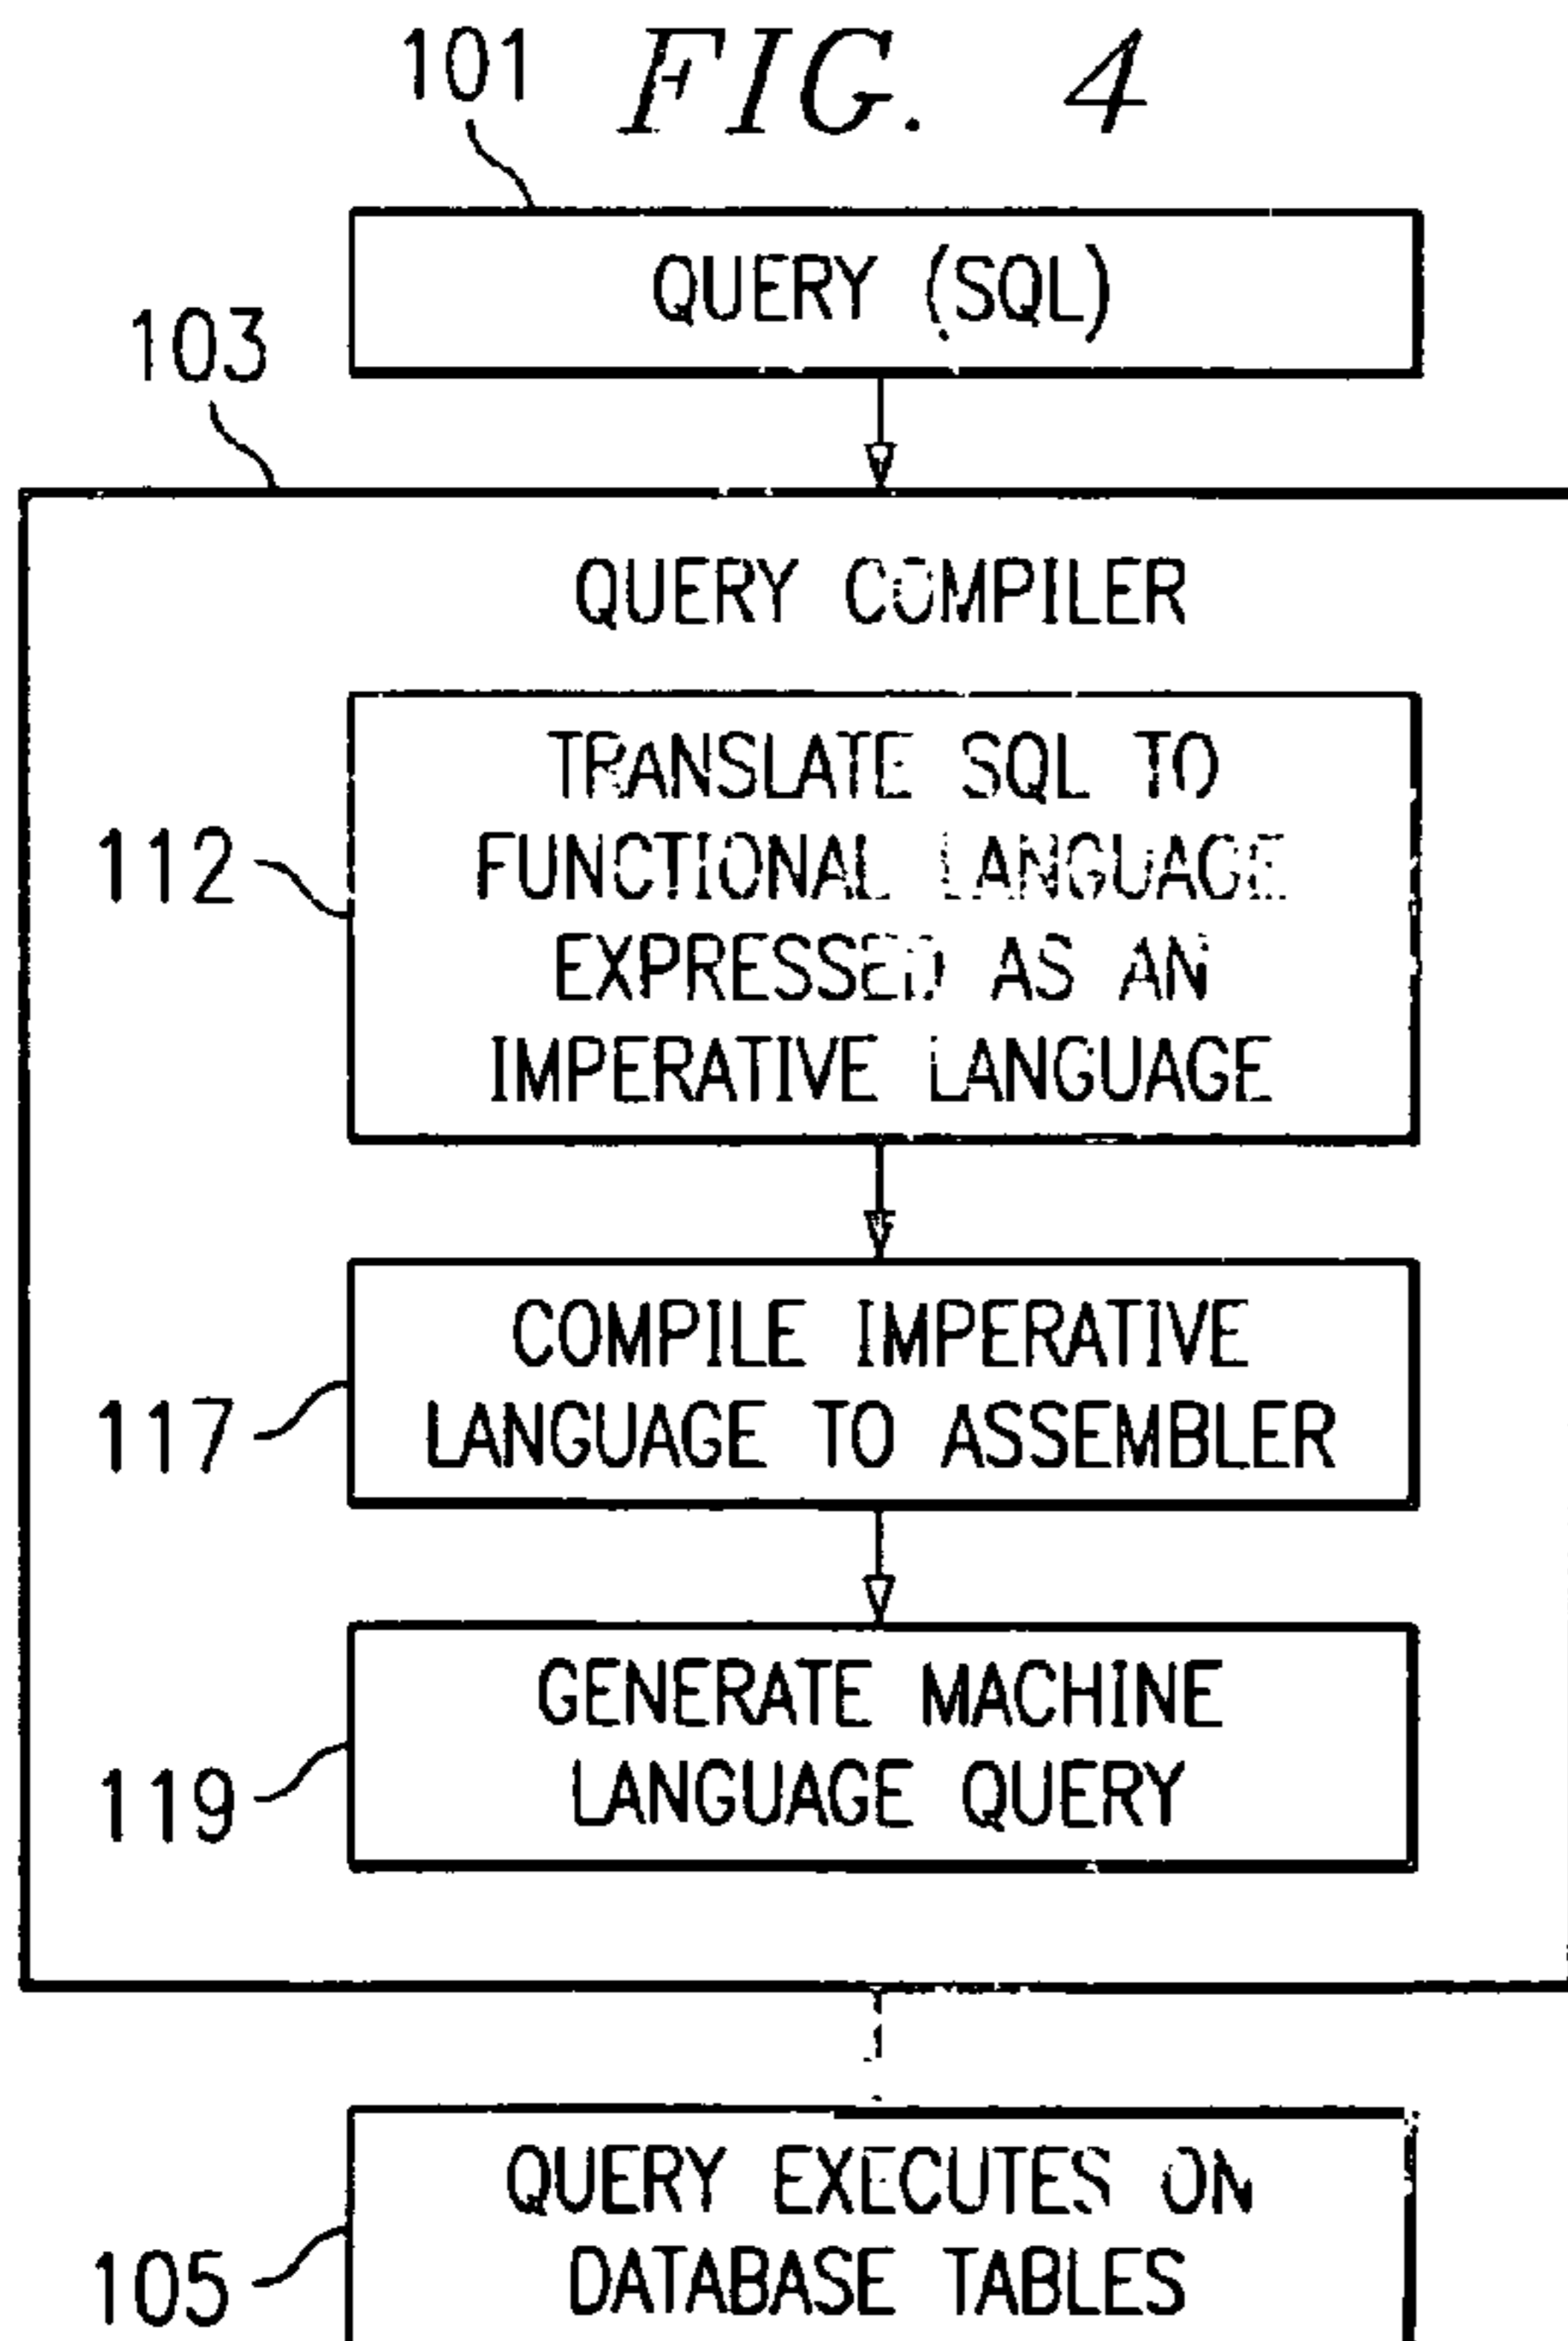 101 FIG. 4
QUERY (SQL)
103
QUERY COMPILER
TRANSLATE SQL TO
112 FUNCTIONAL LANGUAGE
EXPRESSED AS AN
IMPERATIVE LANGUAGE
COMPILE IMPERATIVE
117 LANGUAGE TO ASSEMBLER
GENERATE MACHINE
119 LANGUAGE QUERY
QUERY EXECUTES ON
105 DATABASE TABLES